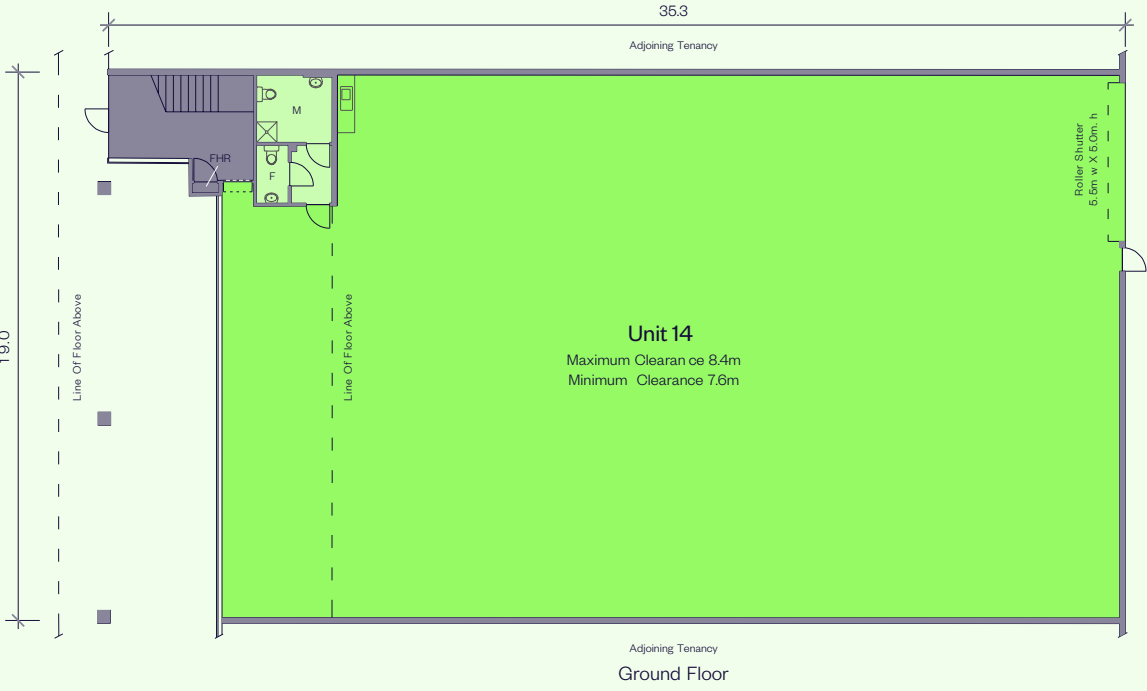 35.3
Adjoining Tenancy
M
FHR
F
Roller Shutter
5.5m w X 5.0m. h
19.0
Line Of Floor Above
Line Of Floor Above
Unit 14
Maximum Clearan ce 8.4m
Minimum Clearance 7.6m
Adjoining Tenancy
Ground Floor